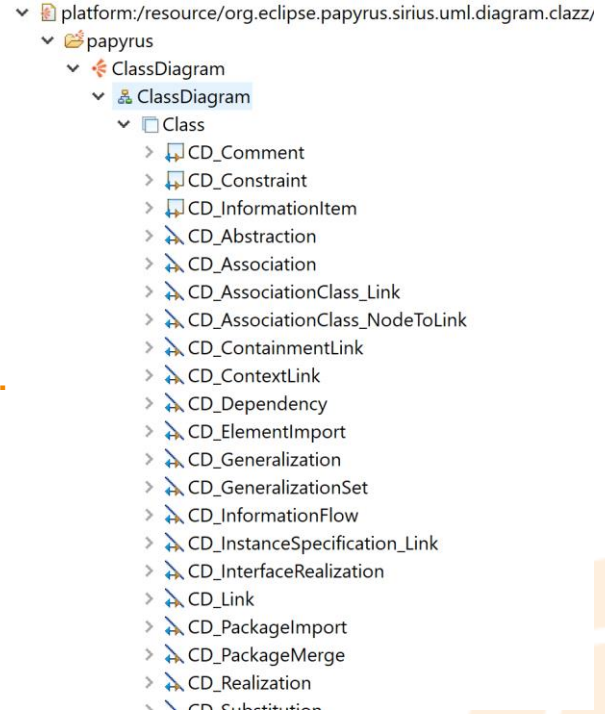 platform:/resource/org.eclipse.papyrus.sirius.uml.diagram.clazz/
papyrus
ClassDiagram
ClassDiagram
Class
CD_Comment
CD_Constraint
CD_InformationItem
CD_Abstraction
CD_Association
CD_AssociationClass_Link
CD_AssociationClass_NodeToLink
CD_ContainmentLink
CD_ContextLink
CD_Dependency
CD_ElementImport
CD_Generalization
CD_GeneralizationSet
CD_InformationFlow
CD_InstanceSpecification_Link
CD_InterfaceRealization
CD_Link
CD_PackageImport
CD_PackageMerge
CD_Realization
CD_Substitution